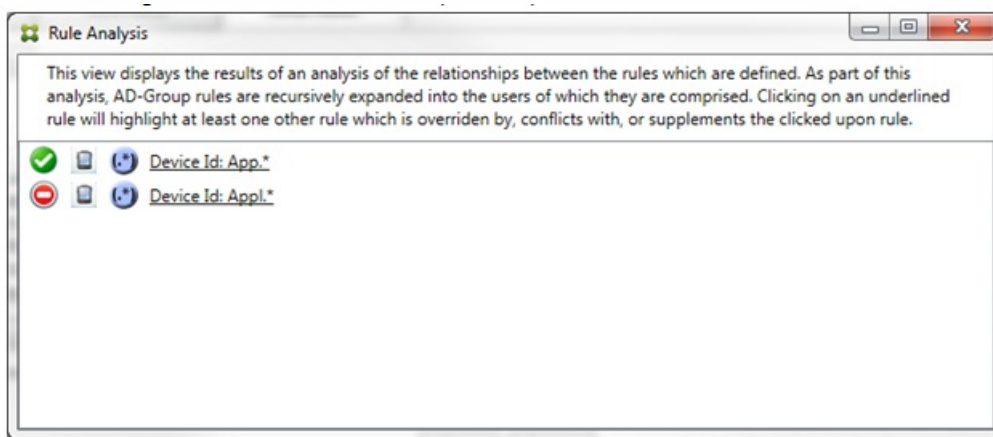 Rule Analysis
This view displays the results of an analysis of the relationships between the rules which are defined. As part of this
analysis, AD-Group rules are recursively expanded into the users of which they are comprised. Clicking on an underlined
rule will highlight at least one other rule which is overriden by, conflicts with, or supplements the clicked upon rule.
(.*) Device Id: App.*
(.*) Device Id: Appl.*